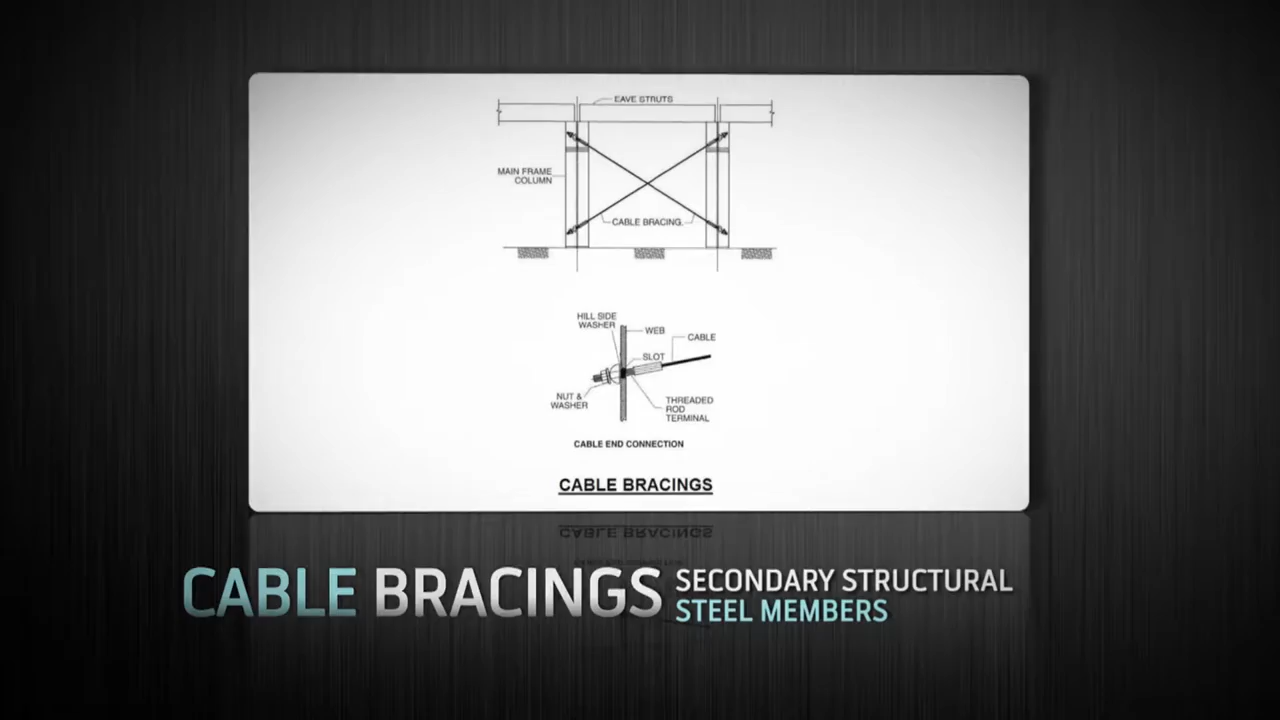 EAVE STRUTS
MAIN FRAME
COLUMN
CABLE BRACING
HILL SIDE
WASHER
WEB
CABLE
SLOT
NUT &
WASHER
THREADED
ROD
TERMINAL
CABLE END CONNECTION
CABLE BRACINGS
CABLE BRACINGS
SECONDARY STRUCTURAL
STEEL MEMBERS